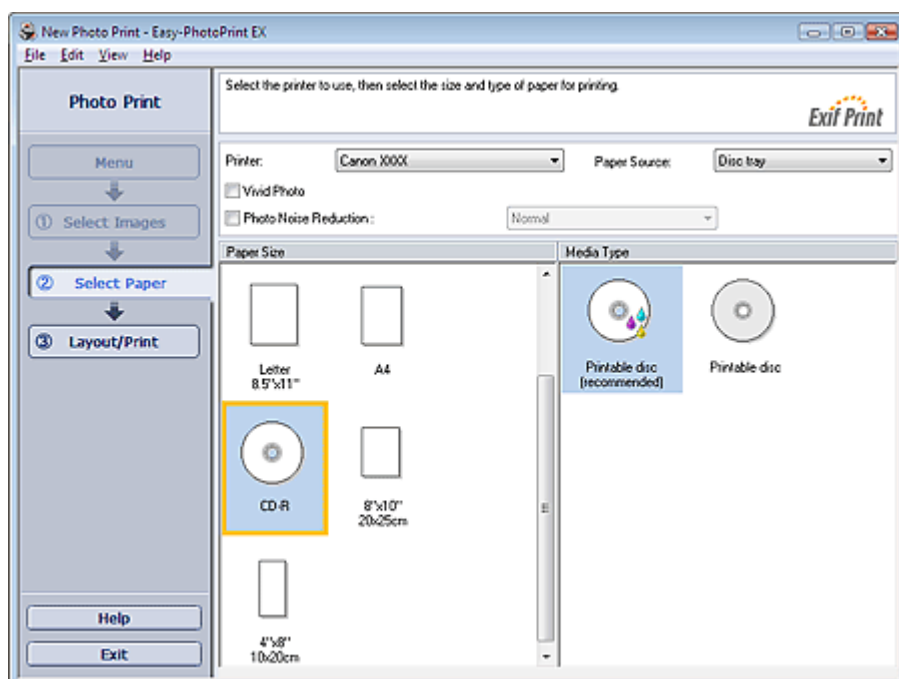 New Photo Print - Easy-PhotoPrint EX
File Edit View Help
Photo Print
Select the printer to use, then select the size and type of paper for printing.
Exif Print
Menu
① Select Images
② Select Paper
③ Layout/Print
Help
Exit
Printer: Canon XXXX Paper Source: Disc tray
Vivid Photo
Photo Noise Reduction : Normal
Paper Size
Letter
8.5"x11"
A4
CD-R
8"x10"
20x25cm
4"x8"
10x20cm
Media Type
Printable disc
(recommended)
Printable disc